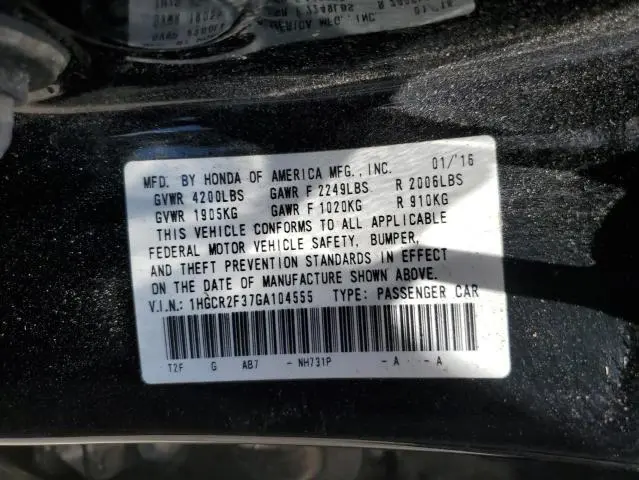 MFD. BY HONDA OF AMERICA MFG., INC. 01/'16
GVWR 4200LBS GAWR F 2249LBS R 2006LBS
GVWR 1905KG GAWR F 1020KG R 910KG
THIS VEHICLE CONFORMS TO ALL APPLICABLE
FEDERAL MOTOR VEHICLE SAFETY, BUMPER,
AND THEFT PREVENTION STANDARDS IN EFFECT
ON THE DATE OF MANUFACTURE SHOWN ABOVE.
V.I.N.: 1HGCR2F37GA104555 TYPE: PASSENGER CAR
T2F G AB7 - NH731P - A - A